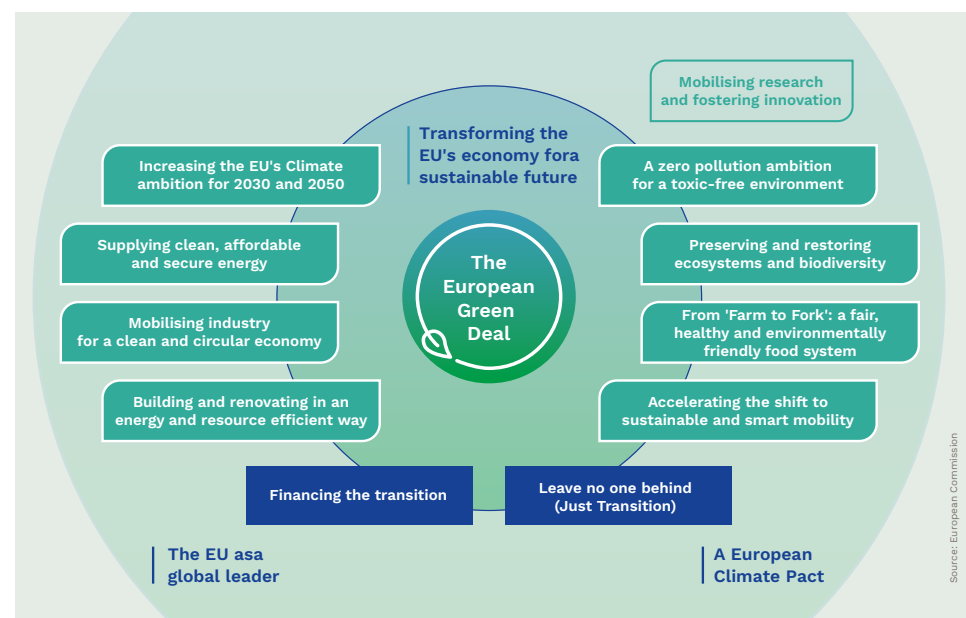 Mobilising research
and fostering innovation
Transforming the
EU's economy fora
sustainable future
Increasing the EU's Climate
ambition for 2030 and 2050
A zero pollution ambition
for a toxic-free environment
Supplying clean, affordable
and secure energy
Preserving and restoring
ecosystems and biodiversity
The
European
Green
Deal
Mobilising industry
for a clean and circular economy
From 'Farm to Fork': a fair,
healthy and environmentally
friendly food system
Building and renovating in an
energy and resource efficient way
Accelerating the shift to
sustainable and smart mobility
Financing the transition
Leave no one behind
(Just Transition)
The EU asa
global leader
A European
Climate Pact
Source: European Commission